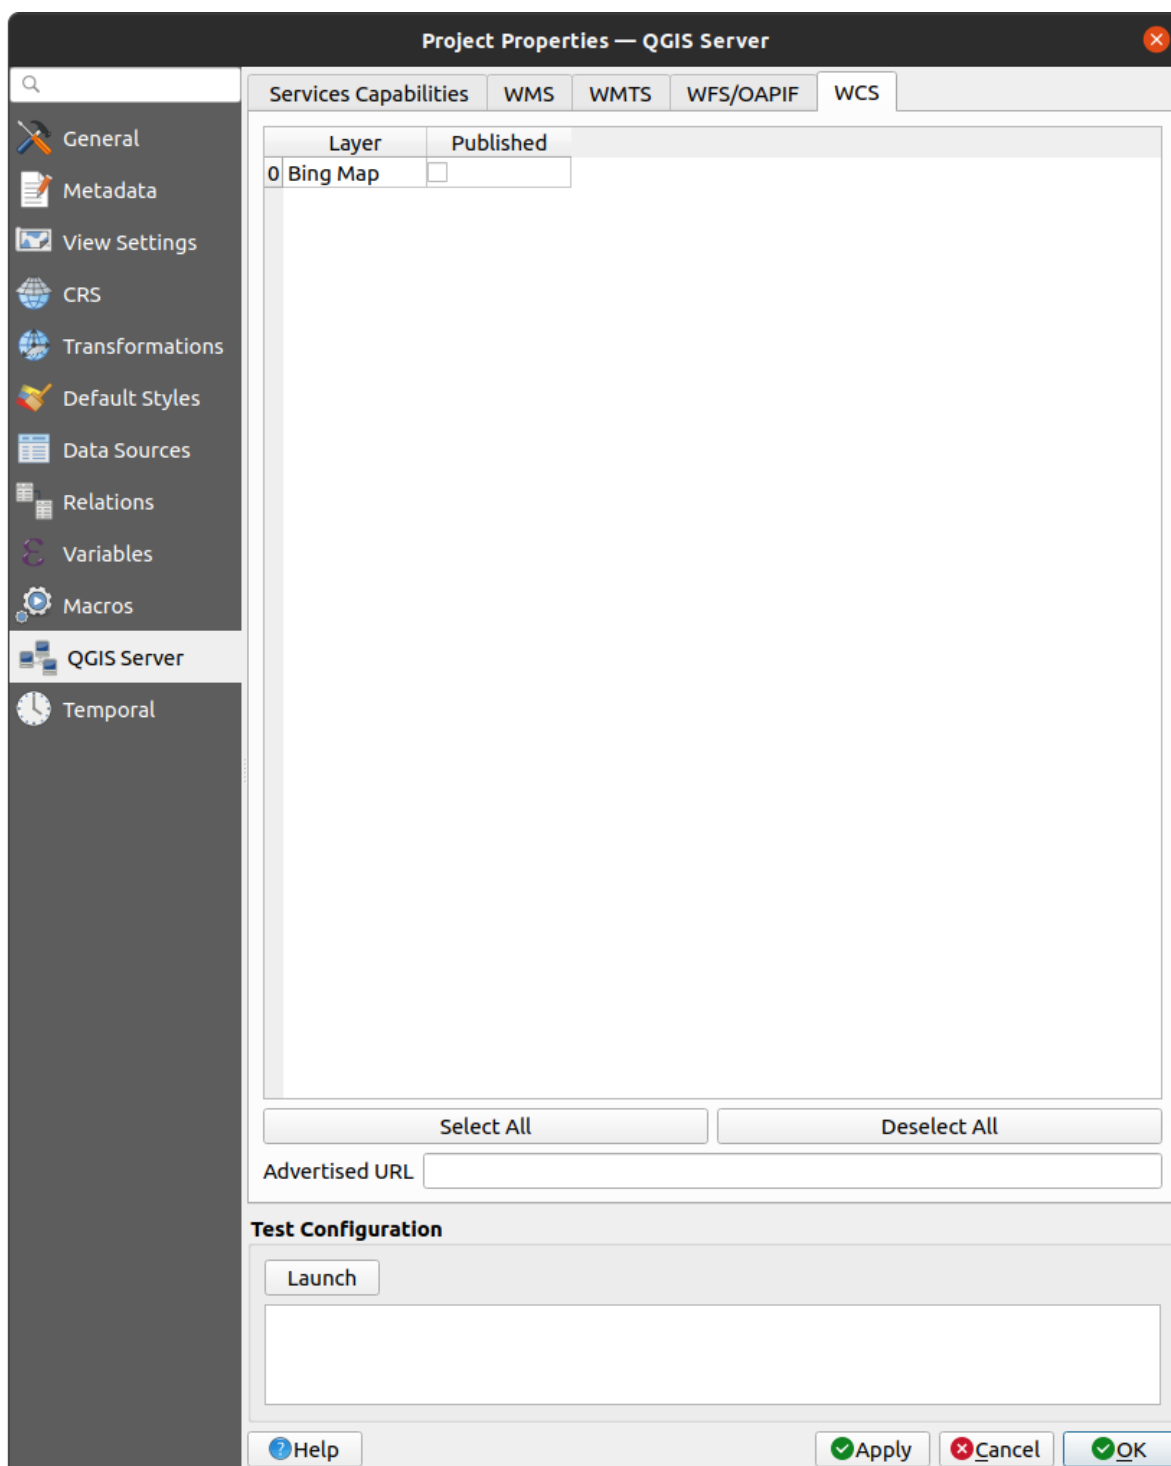 Project Properties — QGIS Server
Services Capabilities WMS WMTS WFS/OAPIF WCS
General
Metadata
View Settings
CRS
Transformations
Default Styles
Data Sources
Relations
Variables
Macros
QGIS Server
Temporal
Layer Published
0 Bing Map
Select All Deselect All
Advertised URL
Test Configuration
Launch
Help Apply Cancel OK